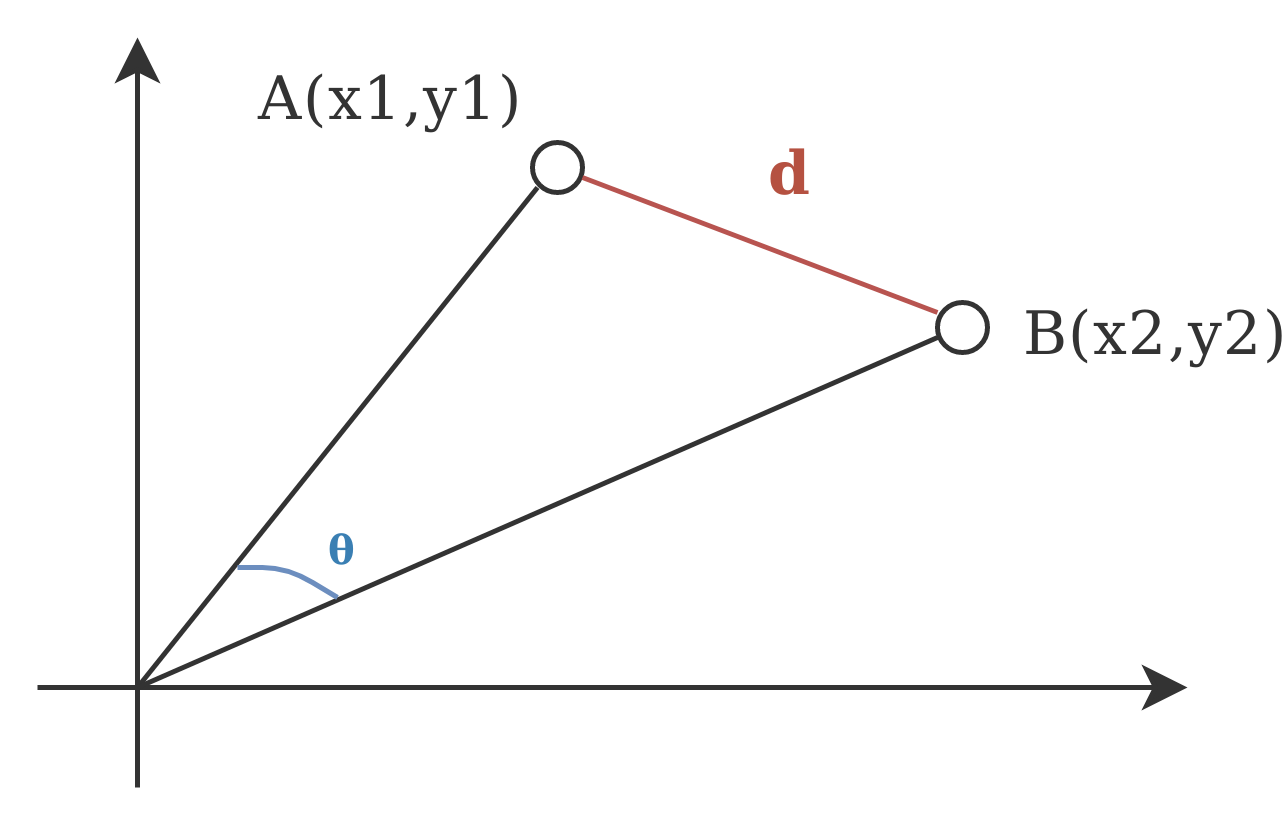 A(x1,y1)
d
B(x2,y2)
θ